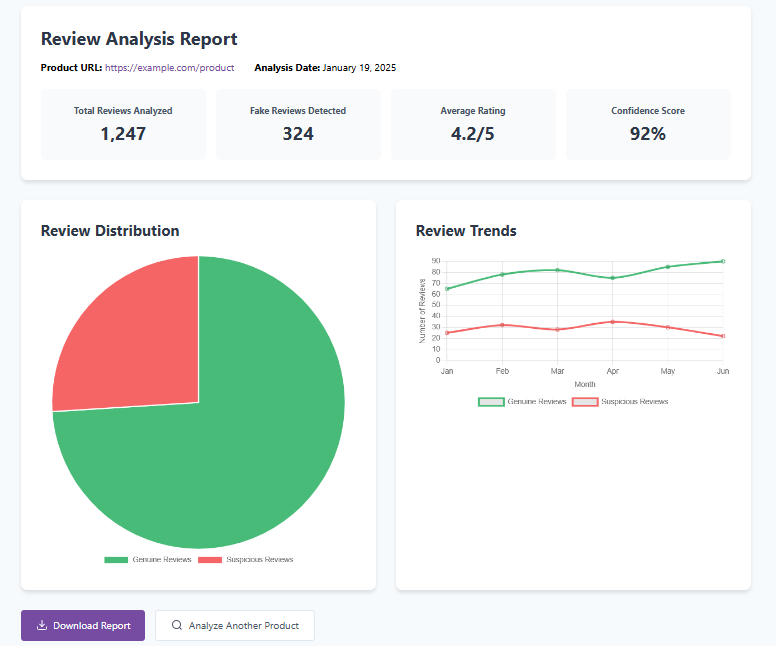 Review Analysis Report
Product URL: https://example.com/product Analysis Date: January 19, 2025
Total Reviews Analyzed
1,247
Fake Reviews Detected
324
Average Rating
4.2/5
Confidence Score
92%
Review Distribution
Genuine Reviews Suspicious Reviews
Review Trends
Number of Reviews
90
80
70
60
50
40
30
20
10
0
Jan Feb Mar Apr May Jun
Month
Genuine Reviews Suspicious Reviews
Download Report
Analyze Another Product